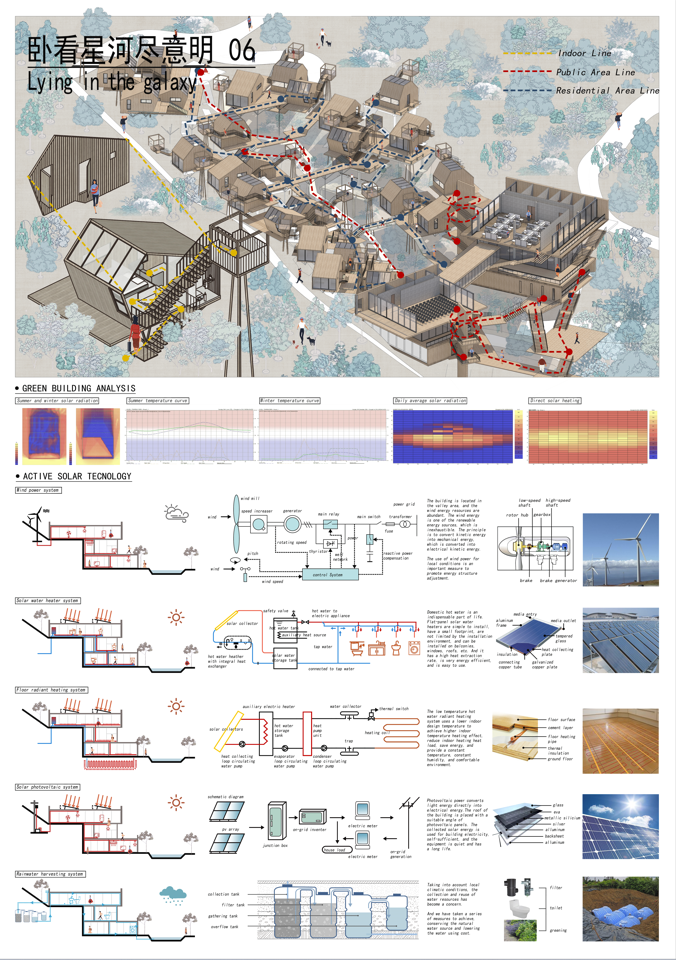 卧看星河尽意明 06
Lying in the galaxy
Indoor Line
Public Area Line
Residential Area Line
GREEN BUILDING ANALYSIS
Summer and winter solar radiation
Summer temperature curve
Winter temperature curve
Daily average solar radiation
Direct solar heating
ACTIVE SOLAR TECNOLOGY
Wind power system
wind mill
wind
speed increaser
generator
main relay
main switch
power grid
transformer
fuse
rotating speed
thyristor
power
reactive power
compensation
pitch
wind
wind speed
control System
The building is located in
the valley area, and the
wind energy resources are
abundant. The wind energy
is one of the renewable
energy sources, which is
inexhaustible. The principle
is to convert kinetic energy
into mechanical energy,
which is converted into
electrical kinetic energy
The use of wind power for
local conditions is an
important measure to
promote energy structure
adjustment.
low-speed
shaft
high-speed
shaft
rotor hub
gearbox
brake
brake generator
Solar water heater system
solar collector
safety valve
hot water to
electric appliance
hot water tank
auxiliary heat source
tap water
hot water heather
with integral heat
exchanger
solar water
storage tank
connected to tap water
Domestic hot water is an
indispensable part of life.
Flat-panel solar water
heaters are simple to install,
have a small footprint, are
not limited by the installation
environment, and can be
installed on balconies,
windows, roofs, etc. And it
has a high heat extraction
rate, is very energy efficient,
and is easy to use
media entry
aluminum
frame
media outlet
tempered
glass
heat collecting
plate
insulation
connecting
copper tube
galvanized
copper plate
Floor radiant heating system
auxiliary electric heater
water collector
thermal switch
solar collectors
hot water
storage
tank
heat
pump
unit
heating coil
trap
heat collecting
loop circulating
water pump
evaporator
loop circulating
water pump
condenser
loop circulating
water pump
The low temperature hot
water radiant heating
system uses a lower indoor
design temperature to
achieve higher indoor
temperature heating effect,
reduce indoor heating heat
load, save energy, and
provide a constant
temperature, constant
humidity, and comfortable
environment.
floor surface
cement layer
floor heating
pipe
thermal
insulation
ground floor
Solar photovoltaic system
schematic diagram
pv array
junction box
on-grid inventor
electric meter
house load
electric meter
on-grid
generation
Photovoltaic power converts
light energy directly into
electrical energy.The roof of
the building is placed with a
suitable angle of
photovoltaic panels. The
collected solar energy is
used for building electricity,
self-sufficient, and the
equipment is quiet and has
a long life
glass
eva
metallic silicium
silver
aluminum
backsheet
aluminum
Rainwater harvesting system
collection tank
filter tank
gathering tank
overflow tank
Taking into account local
climatic conditions, the
collection and reuse of
water resources has
become a concern.
And we have taken a series
of measures to achieve,
conserving the natural
water source and lowering
the water using cost
filter
toilet
greening